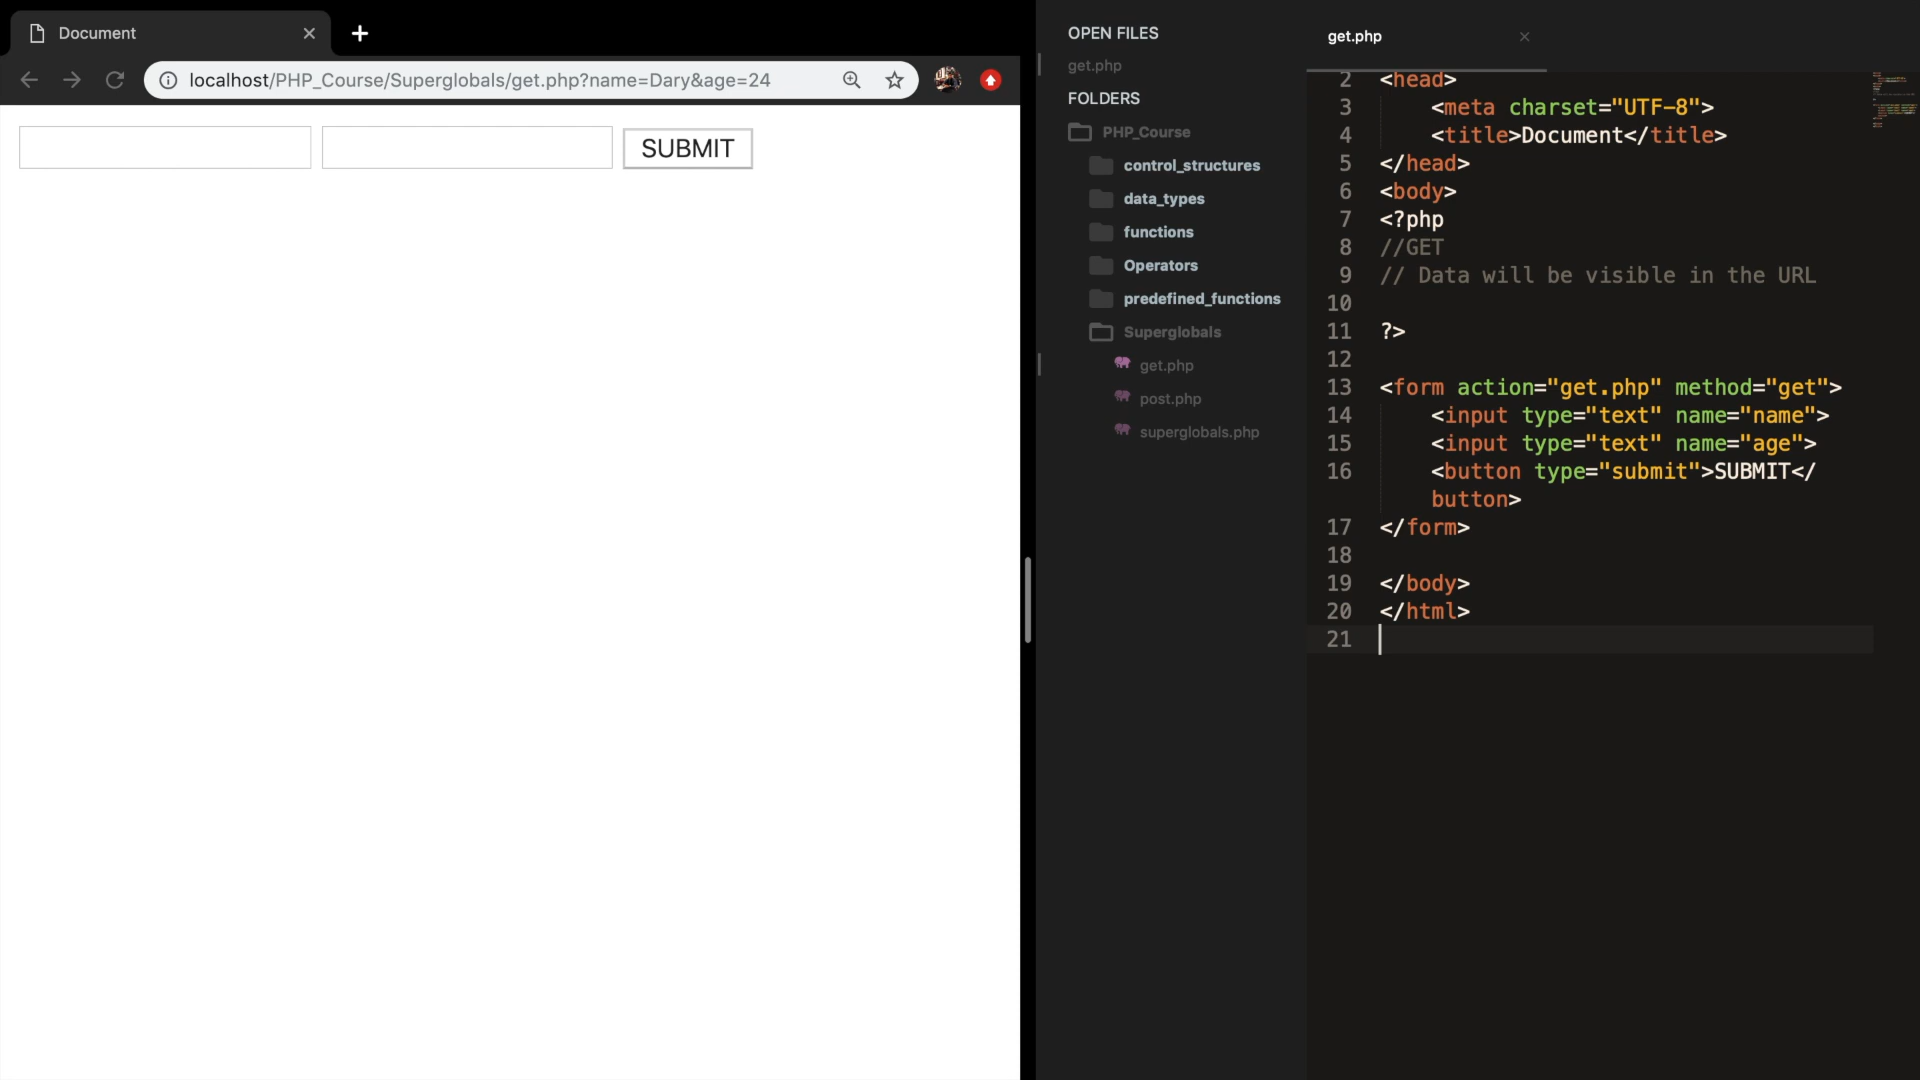 Document
localhost/PHP_Course/Superglobals/get.php?name=Dary&age=24
SUBMIT
OPEN FILES
get.php
FOLDERS
PHP_Course
control_structures
data_types
functions
Operators
predefined_functions
Superglobals
get.php
post.php
superglobals.php
get.php
2 <head>
3 <meta charset="UTF-8">
4 <title>Document</title>
5 </head>
6 <body>
7 <?php
8 //GET
9 // Data will be visible in the URL
10
11 ?>
12
13 <form action="get.php" method="get">
14 <input type="text" name="name">
15 <input type="text" name="age">
16 <button type="submit">SUBMIT</
button>
17 </form>
18
19 </body>
20 </html>
21